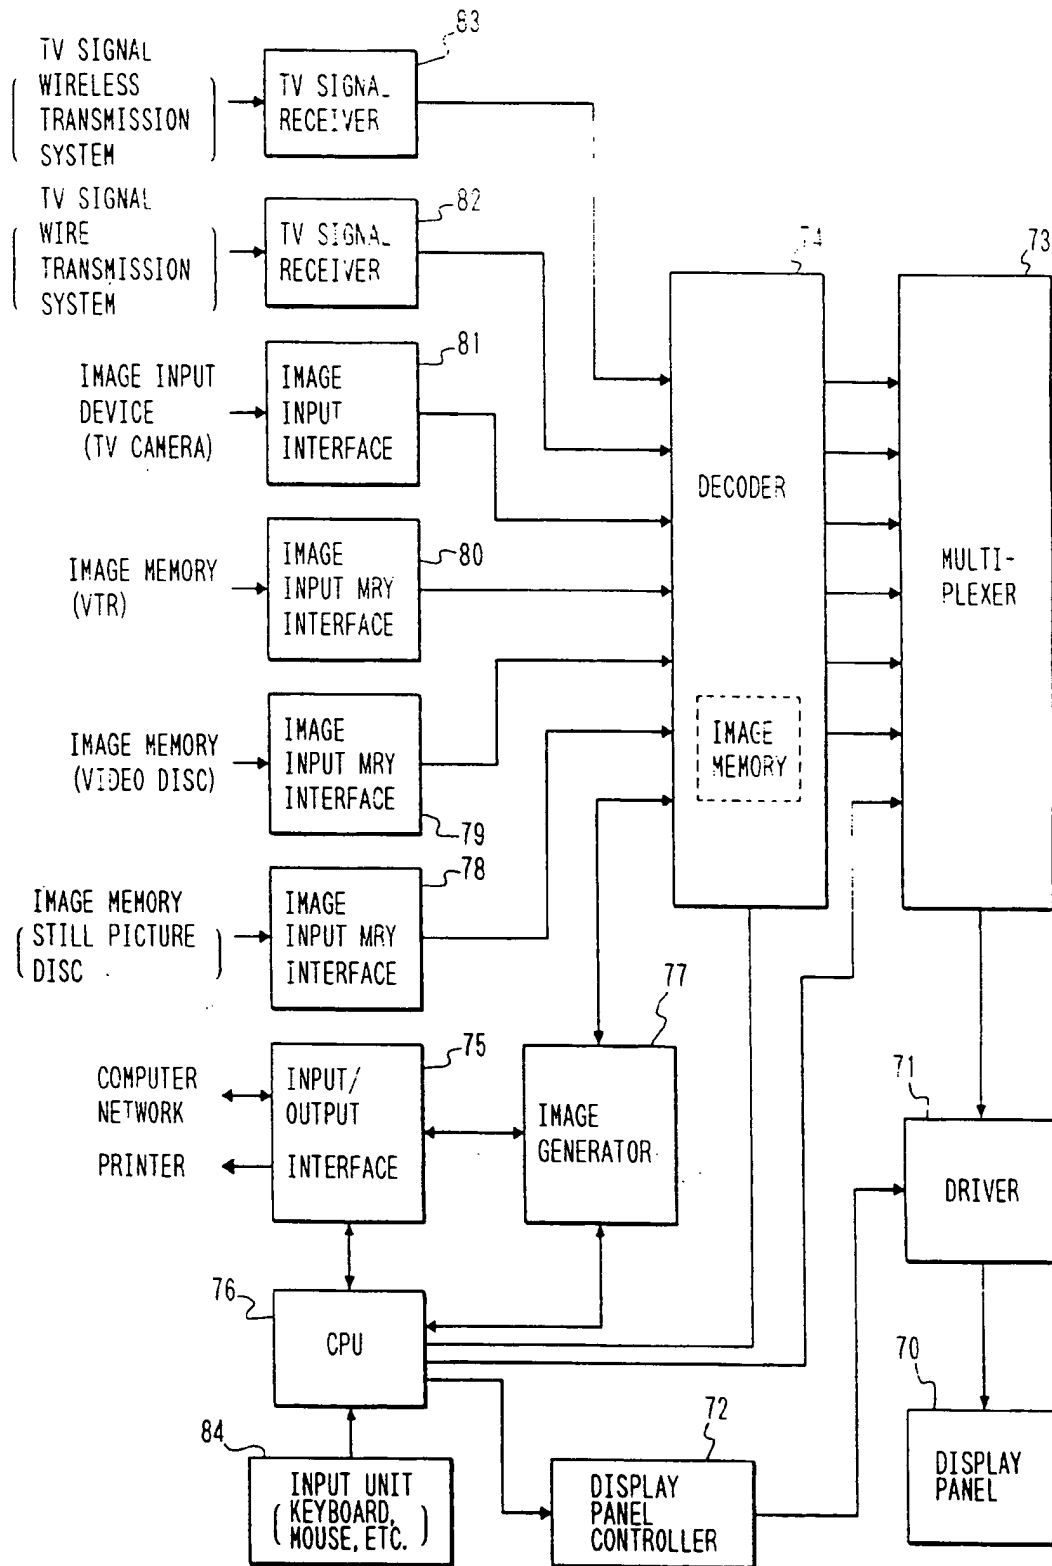 83
TV SIGNAL
WIRELESS
TRANSMISSION
SYSTEM
TV SIGNAL
RECEIVER
82
TV SIGNAL
WIRE
TRANSMISSION
SYSTEM
TV SIGNAL
RECEIVER
81
IMAGE INPUT
DEVICE
(TV CAMERA)
IMAGE
INPUT
INTERFACE
80
IMAGE MEMORY
(VTR)
IMAGE
INPUT MRY
INTERFACE
IMAGE MEMORY
(VIDEO DISC)
IMAGE
INPUT MRY
INTERFACE
79
78
IMAGE MEMORY
STILL PICTURE
DISC
IMAGE
INPUT MRY
INTERFACE
74
DECODER
IMAGE
MEMORY
73
MULTI-
PLEXER
75
COMPUTER
NETWORK
PRINTER
INPUT/
OUTPUT
INTERFACE
77
IMAGE
GENERATOR
71
DRIVER
76
CPU
70
DISPLAY
PANEL
84
INPUT UNIT
KEYBOARD,
MOUSE, ETC.
72
DISPLAY
PANEL
CONTROLLER